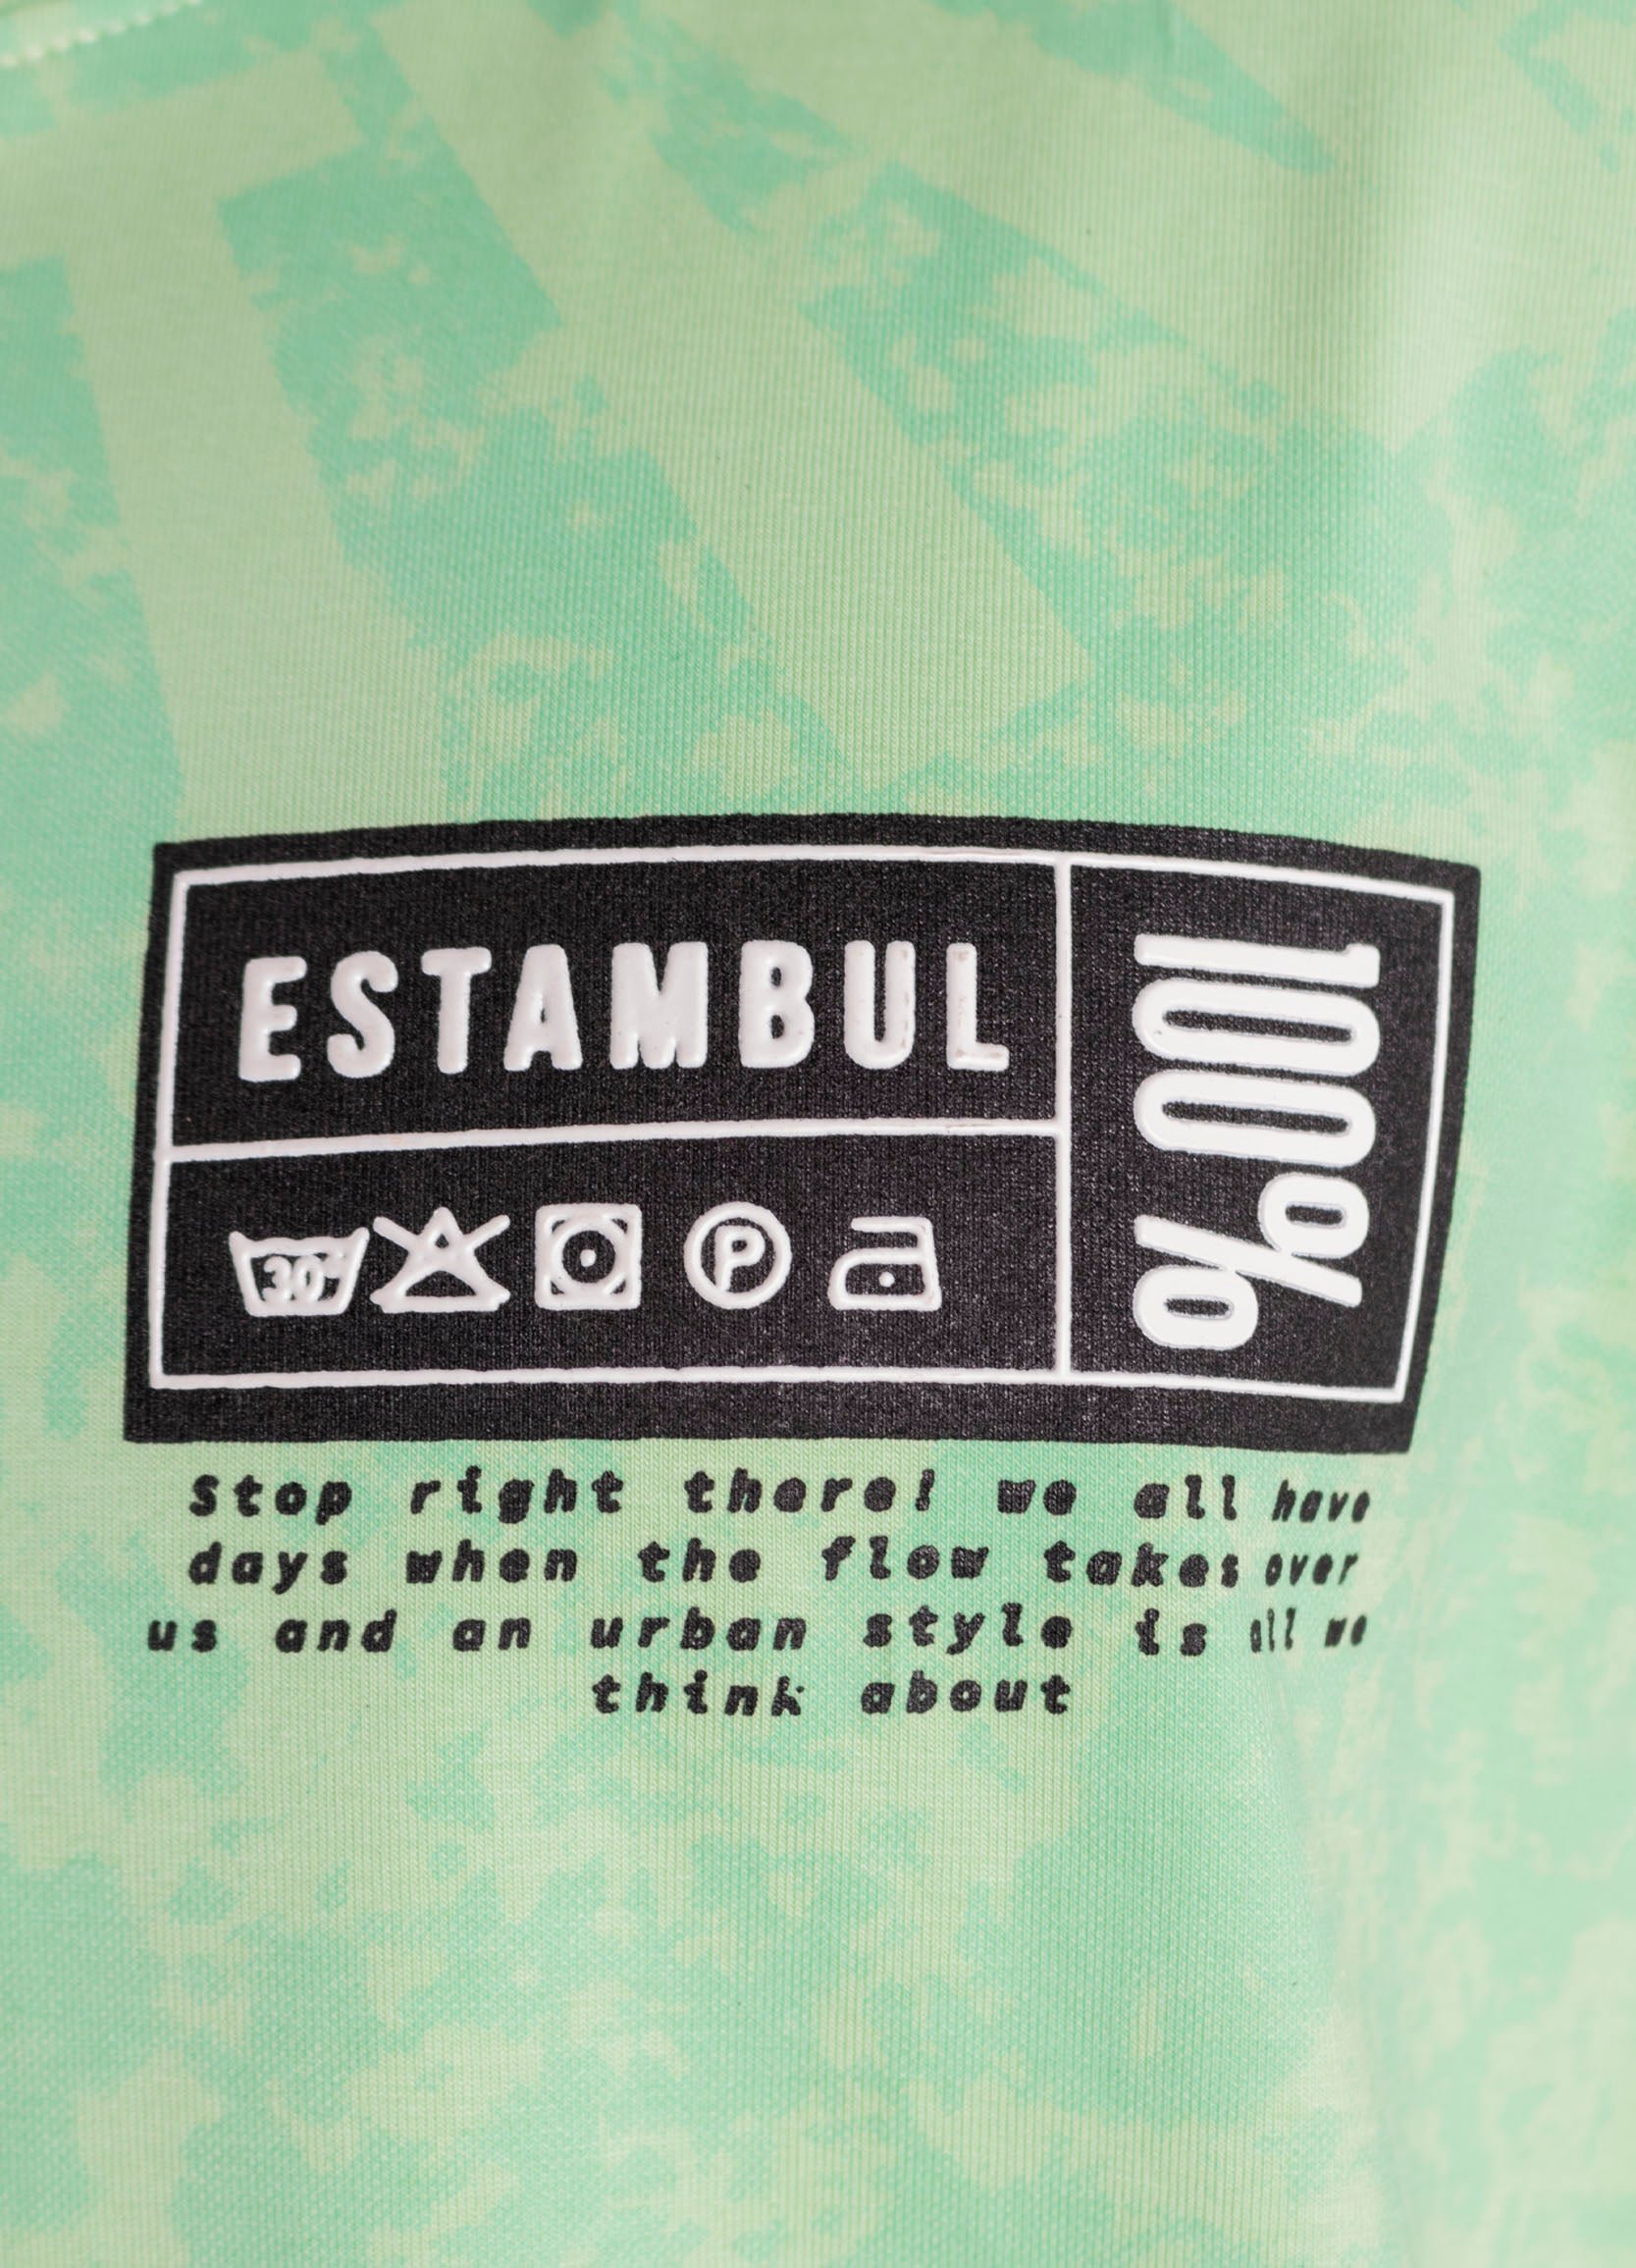 ESTAMBUL
100%
30°
P
Stop right there! we all have
days when the flow takes over
us and an urban style is all we
think about